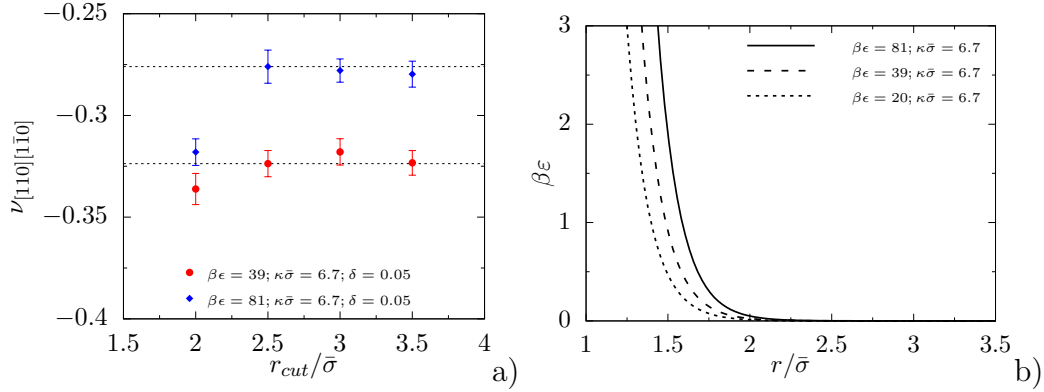 −0.25
−0.3
−0.35
−0.4
ν[110][11̄0]
1.5 2 2.5 3 3.5 4
r_cut/σ̄
βϵ = 39; κσ̄ = 6.7; δ = 0.05
βϵ = 81; κσ̄ = 6.7; δ = 0.05
a)
3
2
1
0
βε
1 1.5 2 2.5 3 3.5
r/σ̄
βϵ = 81; κσ̄ = 6.7
βϵ = 39; κσ̄ = 6.7
βϵ = 20; κσ̄ = 6.7
b)